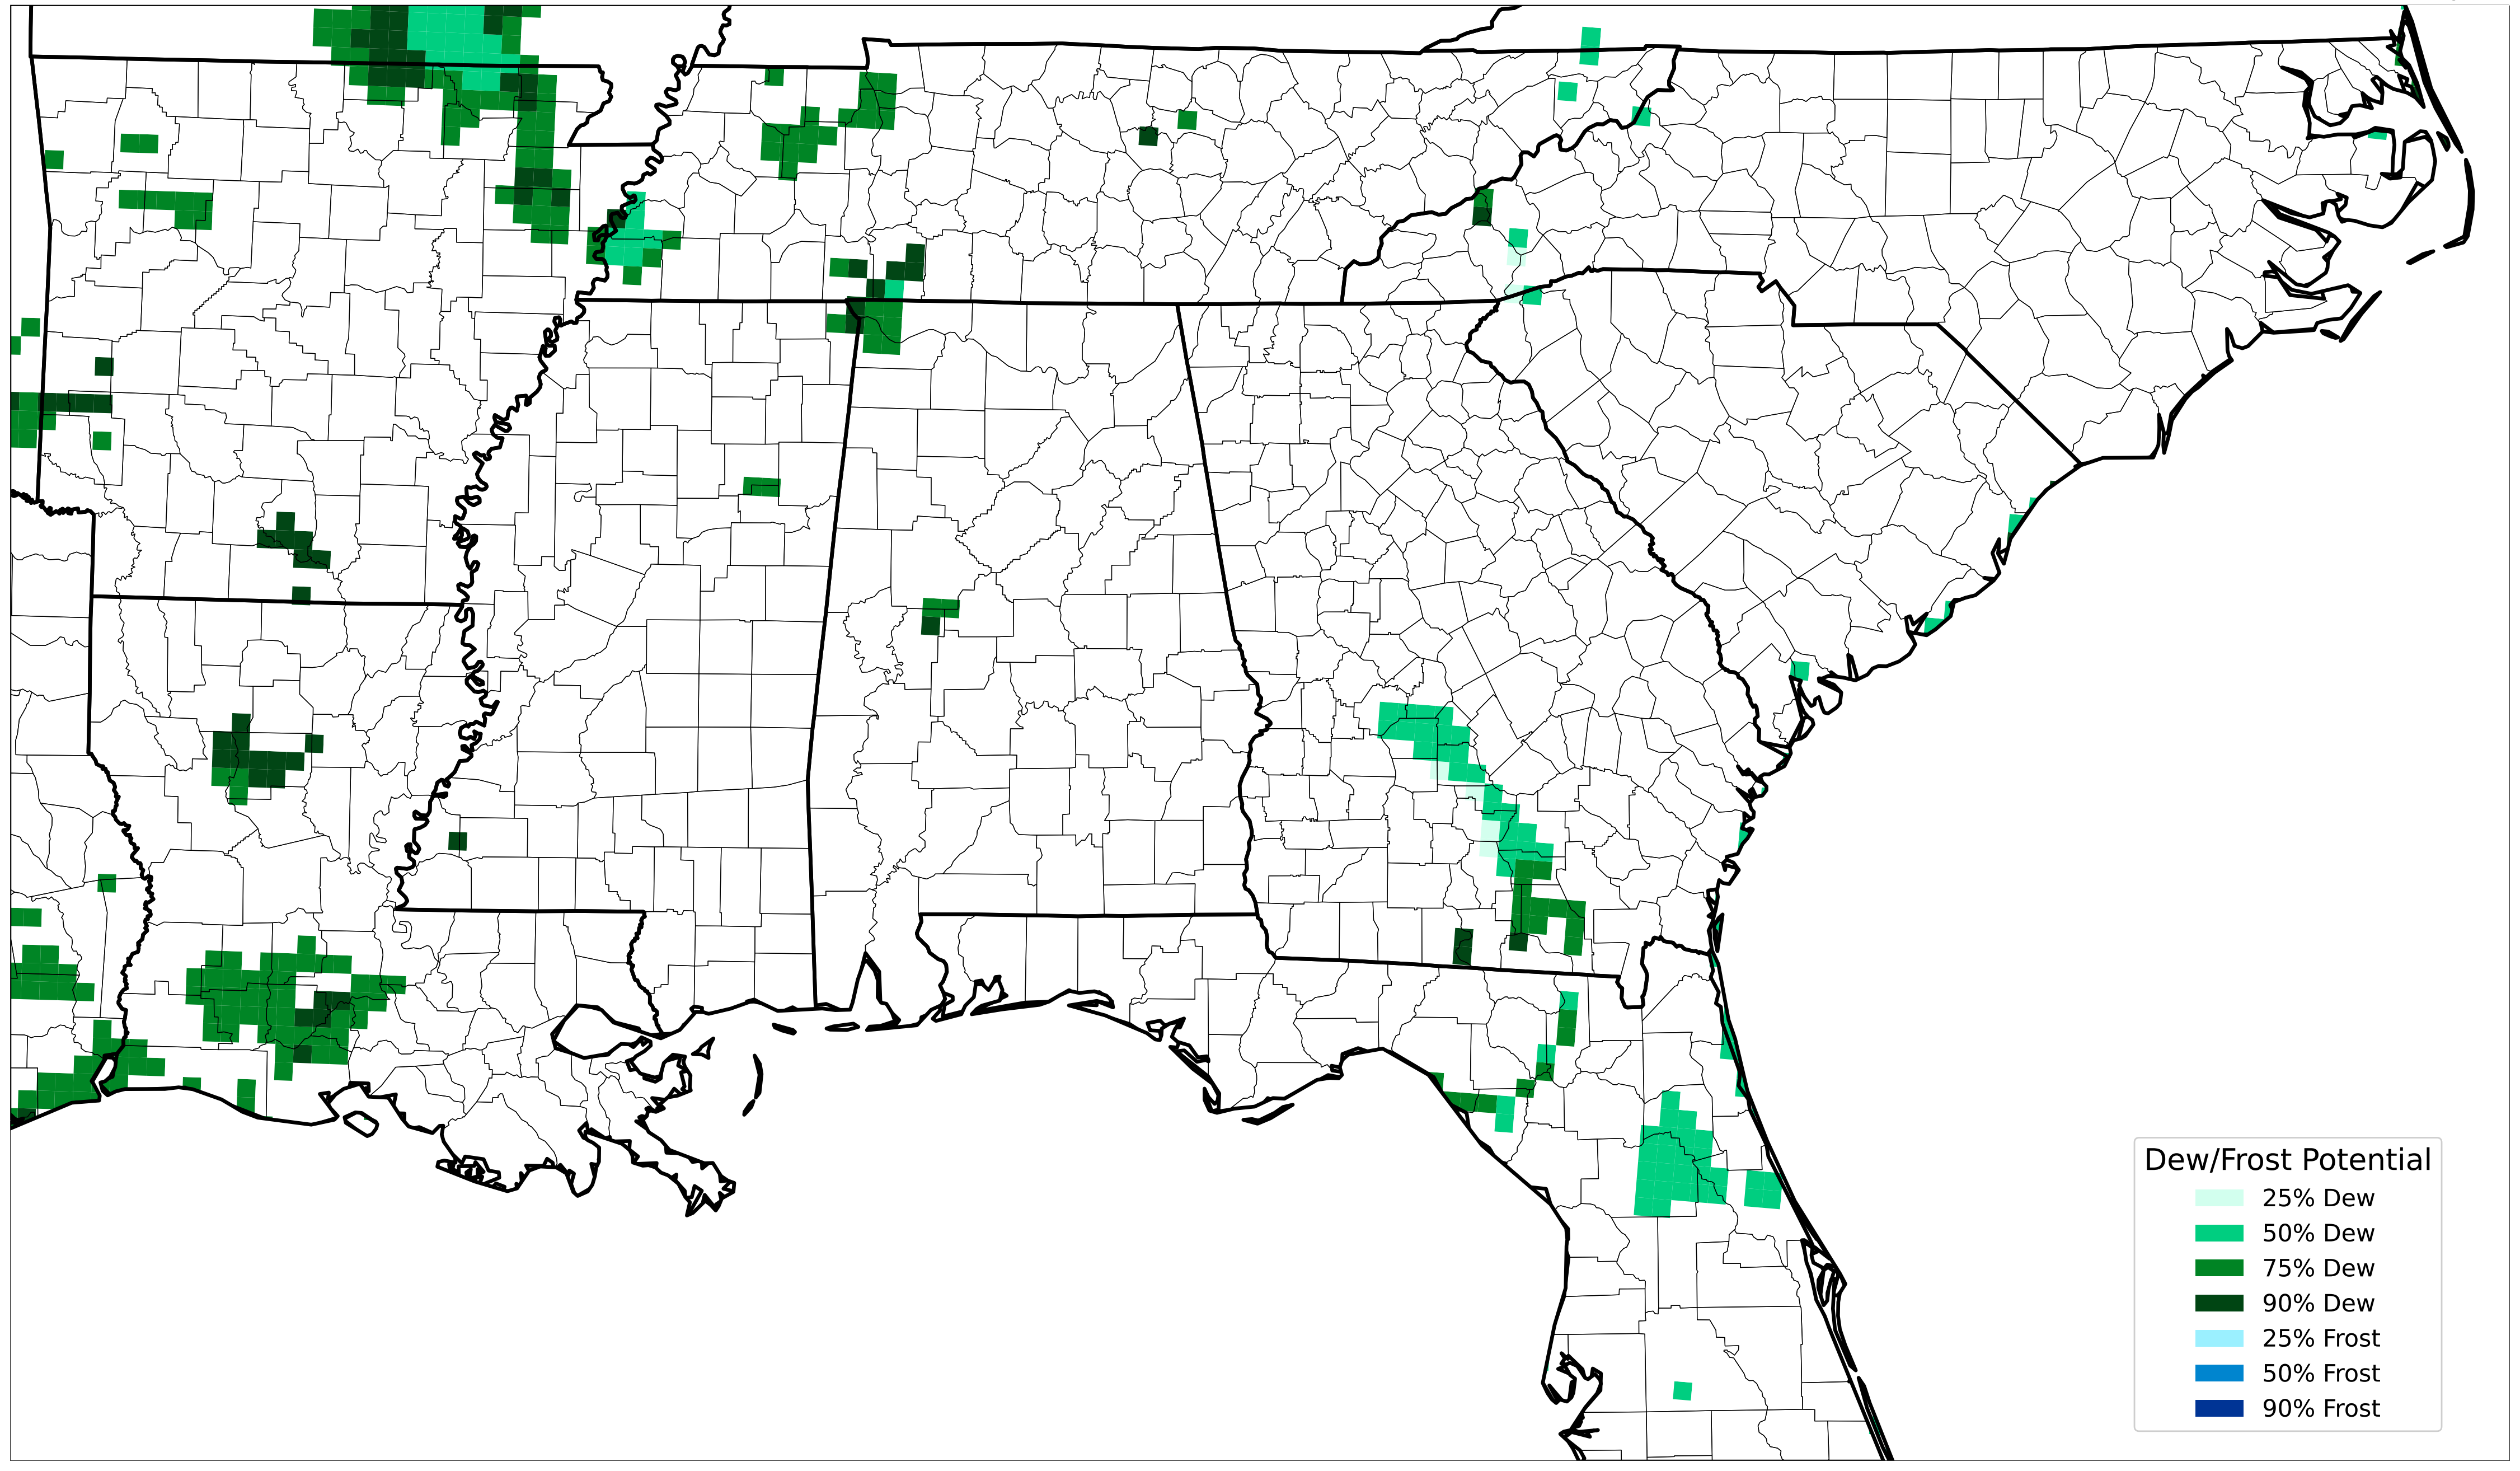 Dew/Frost Potential
25% Dew
50% Dew
75% Dew
90% Dew
25% Frost
50% Frost
90% Frost